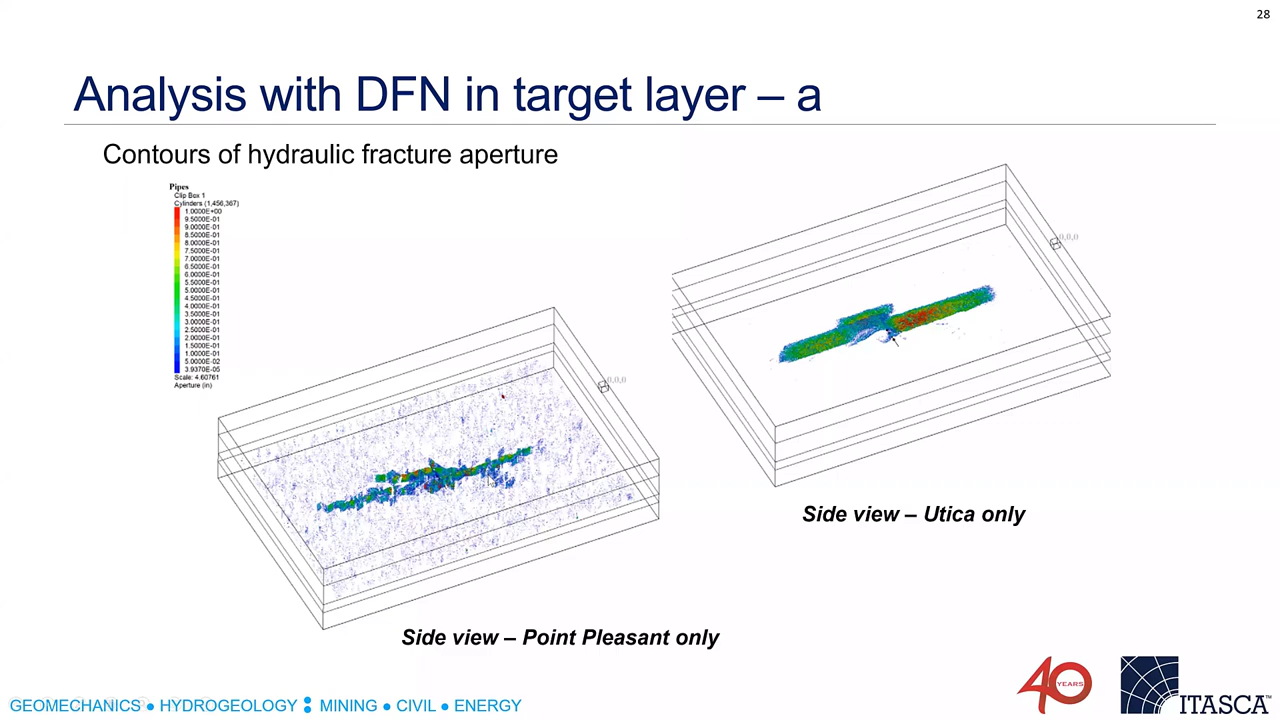 28
Analysis with DFN in target layer – a
Contours of hydraulic fracture aperture
Pipes
Clip Box 1
Cylinders (1,456,367)
1.0000E+00
9.5000E-01
9.0000E-01
8.5000E-01
8.0000E-01
7.5000E-01
7.0000E-01
6.5000E-01
6.0000E-01
5.5000E-01
5.0000E-01
4.5000E-01
4.0000E-01
3.5000E-01
3.0000E-01
2.5000E-01
2.0000E-01
1.5000E-01
1.0000E-01
5.0000E-02
3.9370E-05
Scale: 4.60761
Aperture (in)
0,0,0
0,0,0
Side view – Utica only
Side view – Point Pleasant only
GEOMECHANICS ● HYDROGEOLOGY
MINING ● CIVIL ● ENERGY
40 YEARS
ITASCA™